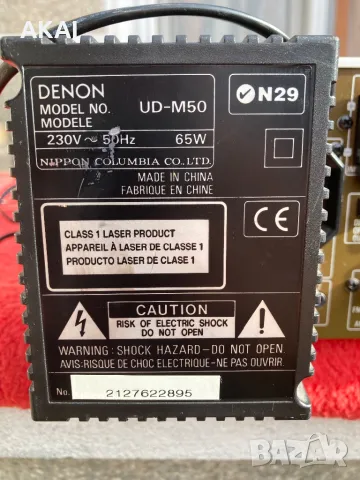 AKAI
DENON
MODEL NO. UD-M50
MODELE
230V ~ 50Hz 65W
NIPPON COLUMBIA CO., LTD.
MADE IN CHINA
FABRIQUE EN CHINE
N29
CLASS 1 LASER PRODUCT
APPAREIL À LASER DE CLASSE 1
PRODUCTO LASER DE CLASE 1
CE
CAUTION
RISK OF ELECTRIC SHOCK
DO NOT OPEN
WARNING : SHOCK HAZARD – DO NOT OPEN.
AVIS: RISQUE DE CHOC ELECTRIQUE–NE PAS OUVRIR.
No. 2127622895
BAZAR